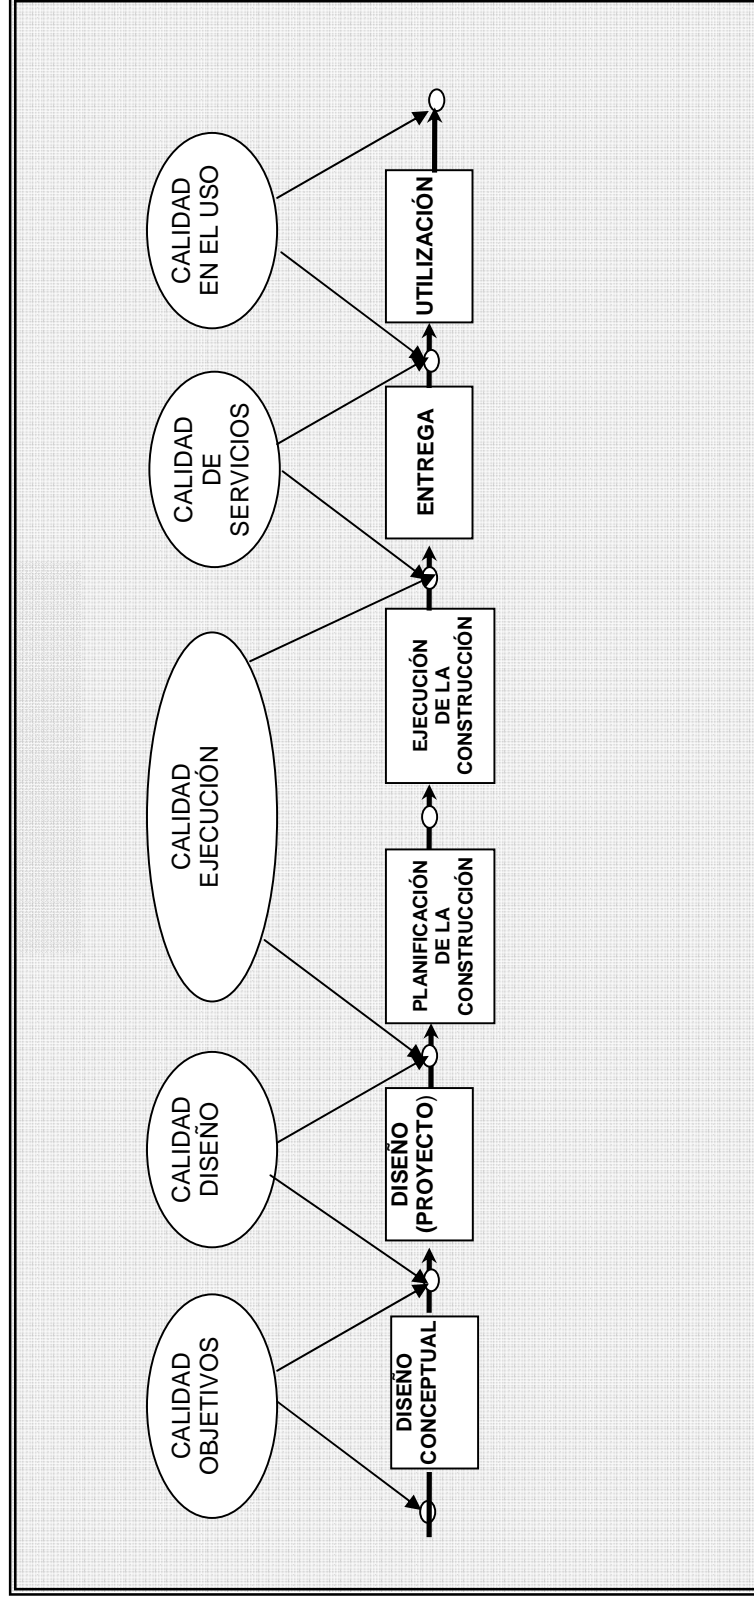 CALIDAD
OBJETIVOS
CALIDAD
DISEÑO
CALIDAD
EJECUCIÓN
CALIDAD
DE
SERVICIOS
CALIDAD
EN EL USO
DISEÑO
CONCEPTUAL
DISEÑO
(PROYECTO)
PLANIFICACIÓN
DE LA
CONSTRUCCIÓN
EJECUCIÓN
DE LA
CONSTRUCCIÓN
ENTREGA
UTILIZACIÓN